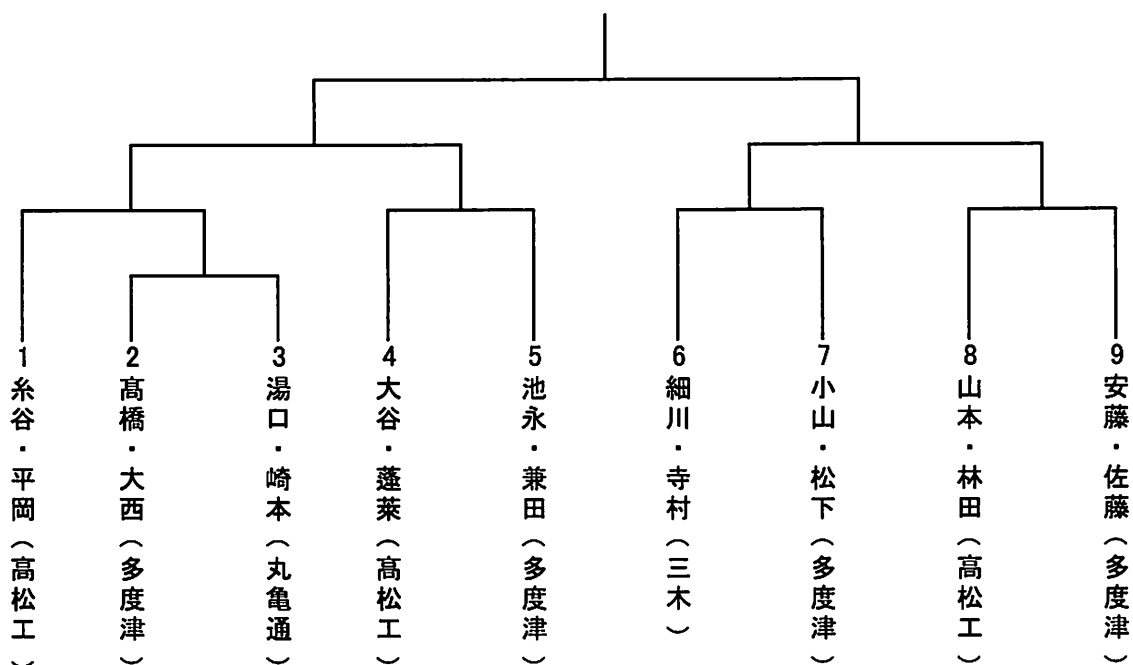 1 糸谷・平岡(高松工)
2 髙橋・大西(多度津)
3 湯口・崎本(丸亀通)
4 大谷・蓬莱(高松工)
5 池永・兼田(多度津)
6 細川・寺村(三木)
7 小山・松下(多度津)
8 山本・林田(高松工)
9 安藤・佐藤(多度津)